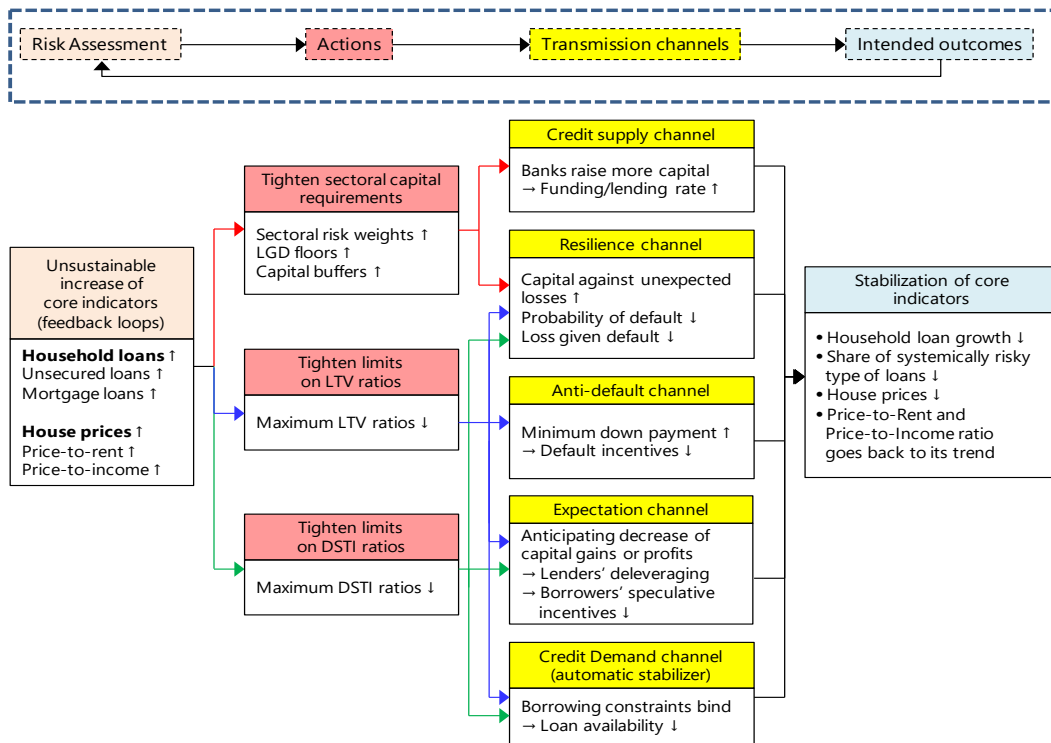 Risk Assessment
Actions
Transmission channels
Intended outcomes
Unsustainable
increase of
core indicators
(feedback loops)
Household loans ↑
Unsecured loans ↑
Mortgage loans ↑
House prices ↑
Price-to-rent ↑
Price-to-income ↑
Tighten sectoral capital
requirements
Sectoral risk weights ↑
LGD floors ↑
Capital buffers ↑
Tighten limits
on LTV ratios
Maximum LTV ratios ↓
Tighten limits
on DSTI ratios
Maximum DSTI ratios ↓
Credit supply channel
Banks raise more capital
→ Funding/lending rate ↑
Resilience channel
Capital against unexpected
losses ↑
Probability of default ↓
Loss given default ↓
Anti-default channel
Minimum down payment ↑
→ Default incentives ↓
Expectation channel
Anticipating decrease of
capital gains or profits
→ Lenders’ deleveraging
→ Borrowers’ speculative
incentives ↓
Credit Demand channel
(automatic stabilizer)
Borrowing constraints bind
→ Loan availability ↓
Stabilization of core
indicators
• Household loan growth ↓
• Share of systemically risky
type of loans ↓
• House prices ↓
• Price-to-Rent and
Price-to-Income ratio
goes back to its trend